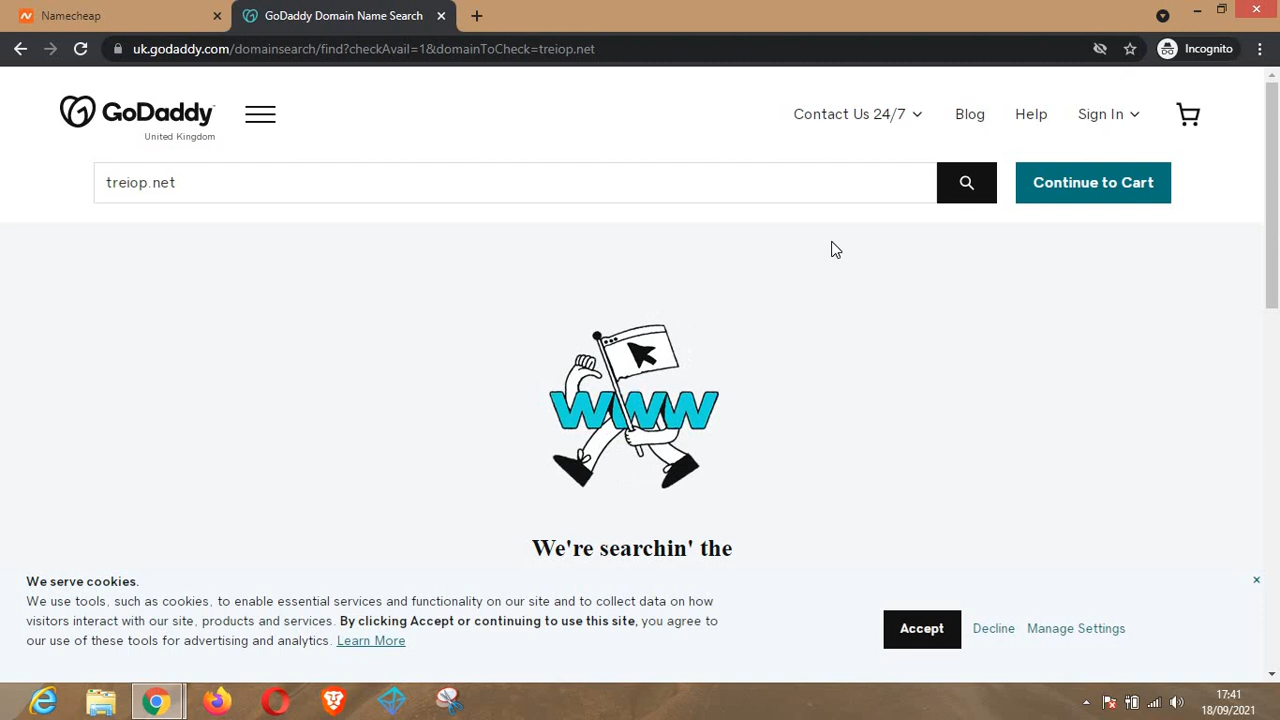 Namecheap
GoDaddy Domain Name Search
uk.godaddy.com/domainsearch/find?checkAvail=1&domainToCheck=treiop.net
Incognito
GoDaddy
United Kingdom
Contact Us 24/7
Blog
Help
Sign In
treiop.net
Continue to Cart
www
We're searchin' the
We serve cookies.
We use tools, such as cookies, to enable essential services and functionality on our site and to collect data on how
visitors interact with our site, products and services. By clicking Accept or continuing to use this site, you agree to
our use of these tools for advertising and analytics. Learn More
Accept
Decline
Manage Settings
17:41
18/09/2021